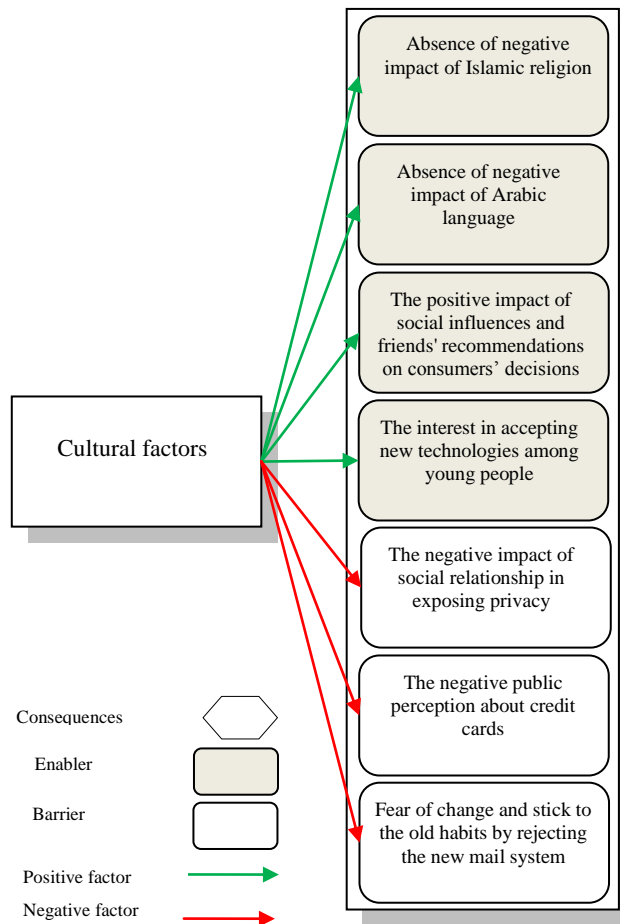 Absence of negative
impact of Islamic religion
Absence of negative
impact of Arabic
language
The positive impact of
social influences and
friends' recommendations
on consumers’ decisions
Cultural factors
The interest in accepting
new technologies among
young people
The negative impact of
social relationship in
exposing privacy
The negative public
perception about credit
cards
Fear of change and stick to
the old habits by rejecting
the new mail system
Consequences
Enabler
Barrier
Positive factor
Negative factor